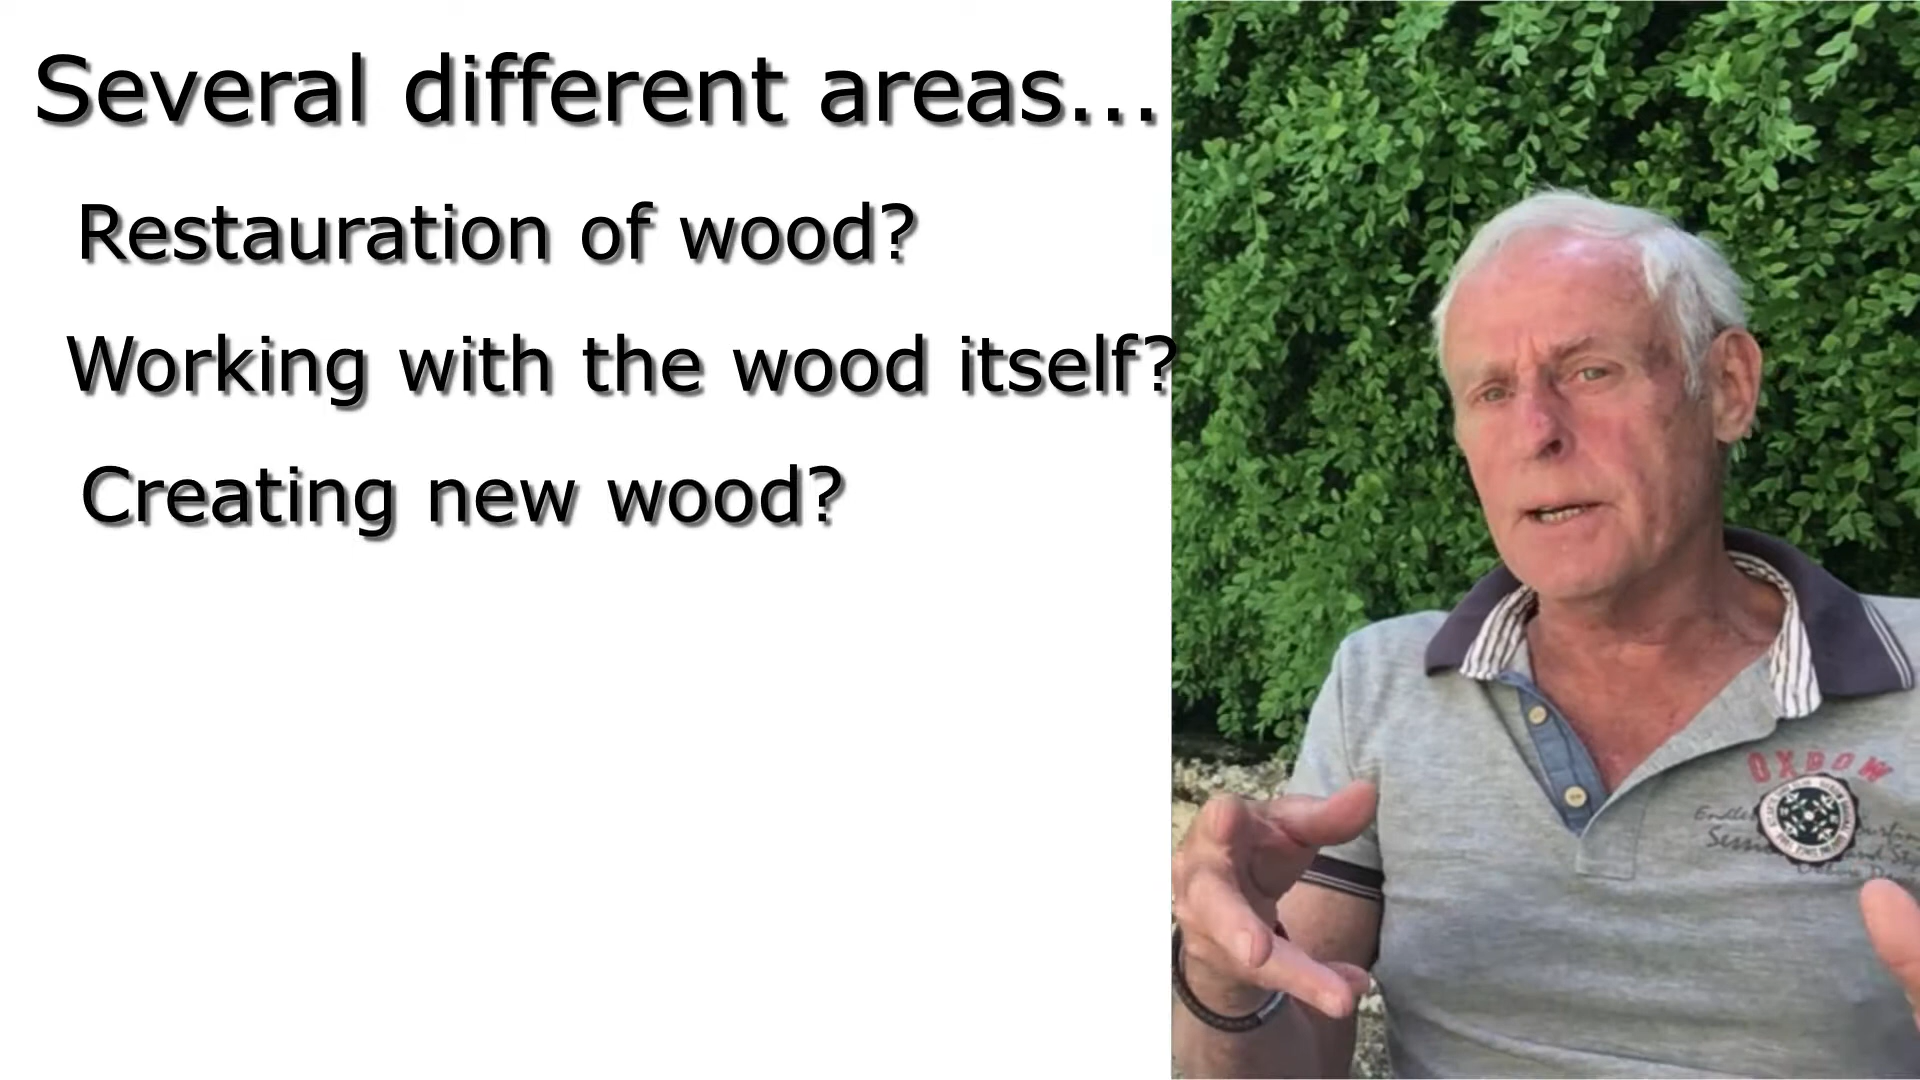 Several different areas...
Restauration of wood?
Working with the wood itself?
Creating new wood?
OXBOW